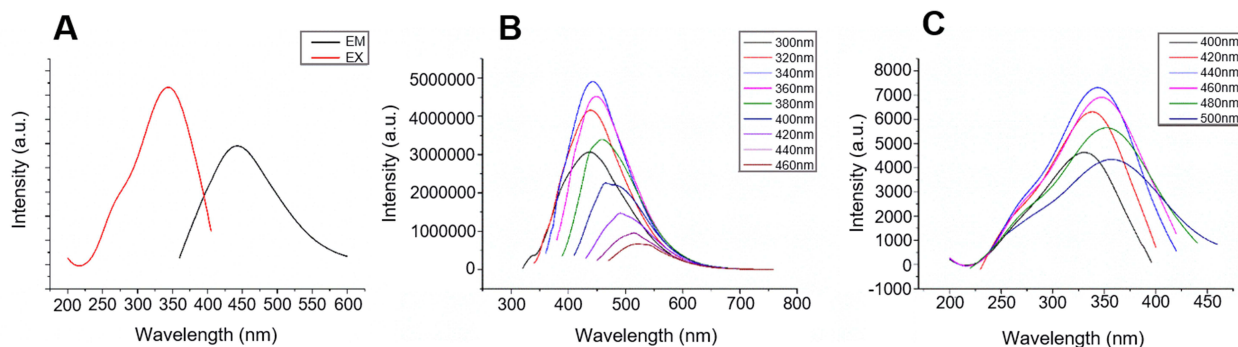 A
EM
EX
Intensity (a.u.)
200 250 300 350 400 450 500 550 600
Wavelength (nm)
B
300nm
320nm
340nm
360nm
380nm
400nm
420nm
440nm
460nm
5000000
4000000
3000000
2000000
1000000
0
Intensity (a.u.)
300 400 500 600 700 800
Wavelength (nm)
C
400nm
420nm
440nm
460nm
480nm
500nm
8000
7000
6000
5000
4000
3000
2000
1000
0
-1000
Intensity (a.u.)
200 250 300 350 400 450
Wavelength (nm)